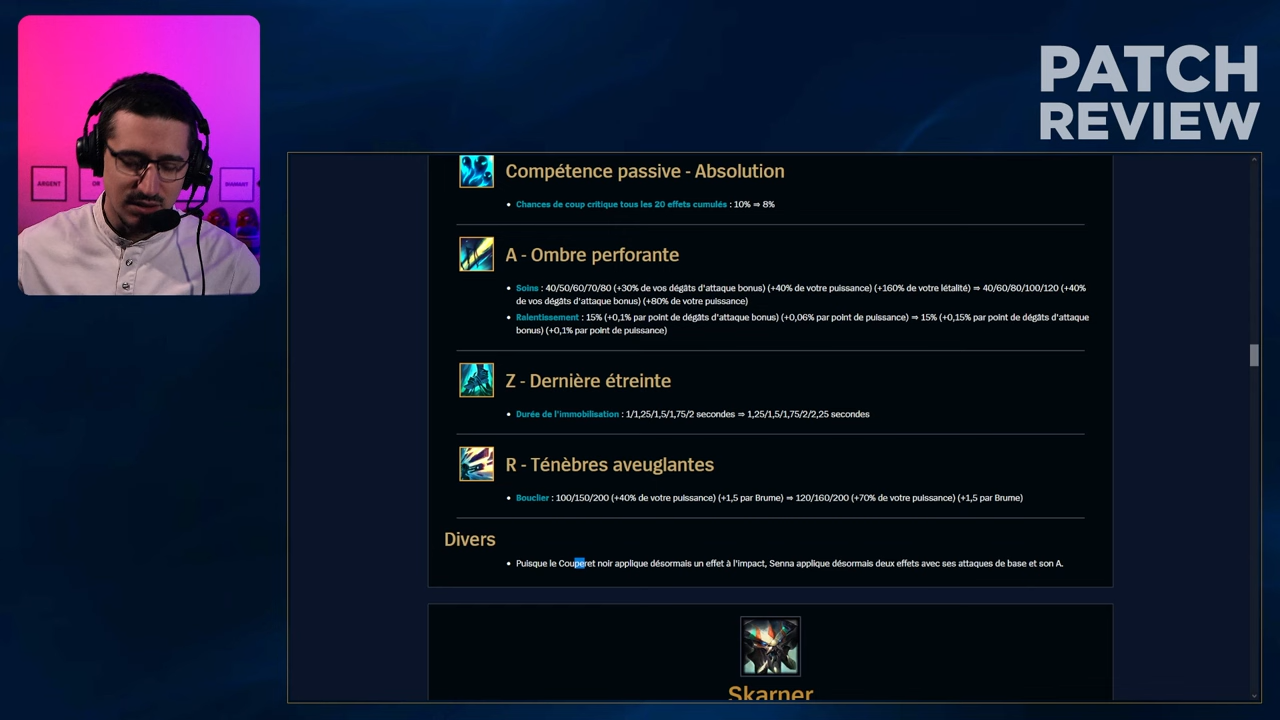 PATCH
REVIEW
ARGENT
OR
DIAMANT
Compétence passive - Absolution
• Chances de coup critique tous les 20 effets cumulés : 10% ⇒ 8%
A - Ombre perforante
• Soins : 40/50/60/70/80 (+30% de vos dégâts d'attaque bonus) (+40% de votre puissance) (+160% de votre létalité) ⇒ 40/60/80/100/120 (+40%
de vos dégâts d'attaque bonus) (+80% de votre puissance)
• Ralentissement : 15% (+0,1% par point de dégâts d'attaque bonus) (+0,06% par point de puissance) ⇒ 15% (+0,15% par point de dégâts d'attaque
bonus) (+0,1% par point de puissance)
Z - Dernière étreinte
• Durée de l'immobilisation : 1/1,25/1,5/1,75/2 secondes ⇒ 1,25/1,5/1,75/2/2,25 secondes
R - Ténèbres aveuglantes
• Bouclier : 100/150/200 (+40% de votre puissance) (+1,5 par Brume) ⇒ 120/160/200 (+70% de votre puissance) (+1,5 par Brume)
Divers
• Puisque le Couperet noir applique désormais un effet à l'impact, Senna applique désormais deux effets avec ses attaques de base et son A.
Skarner